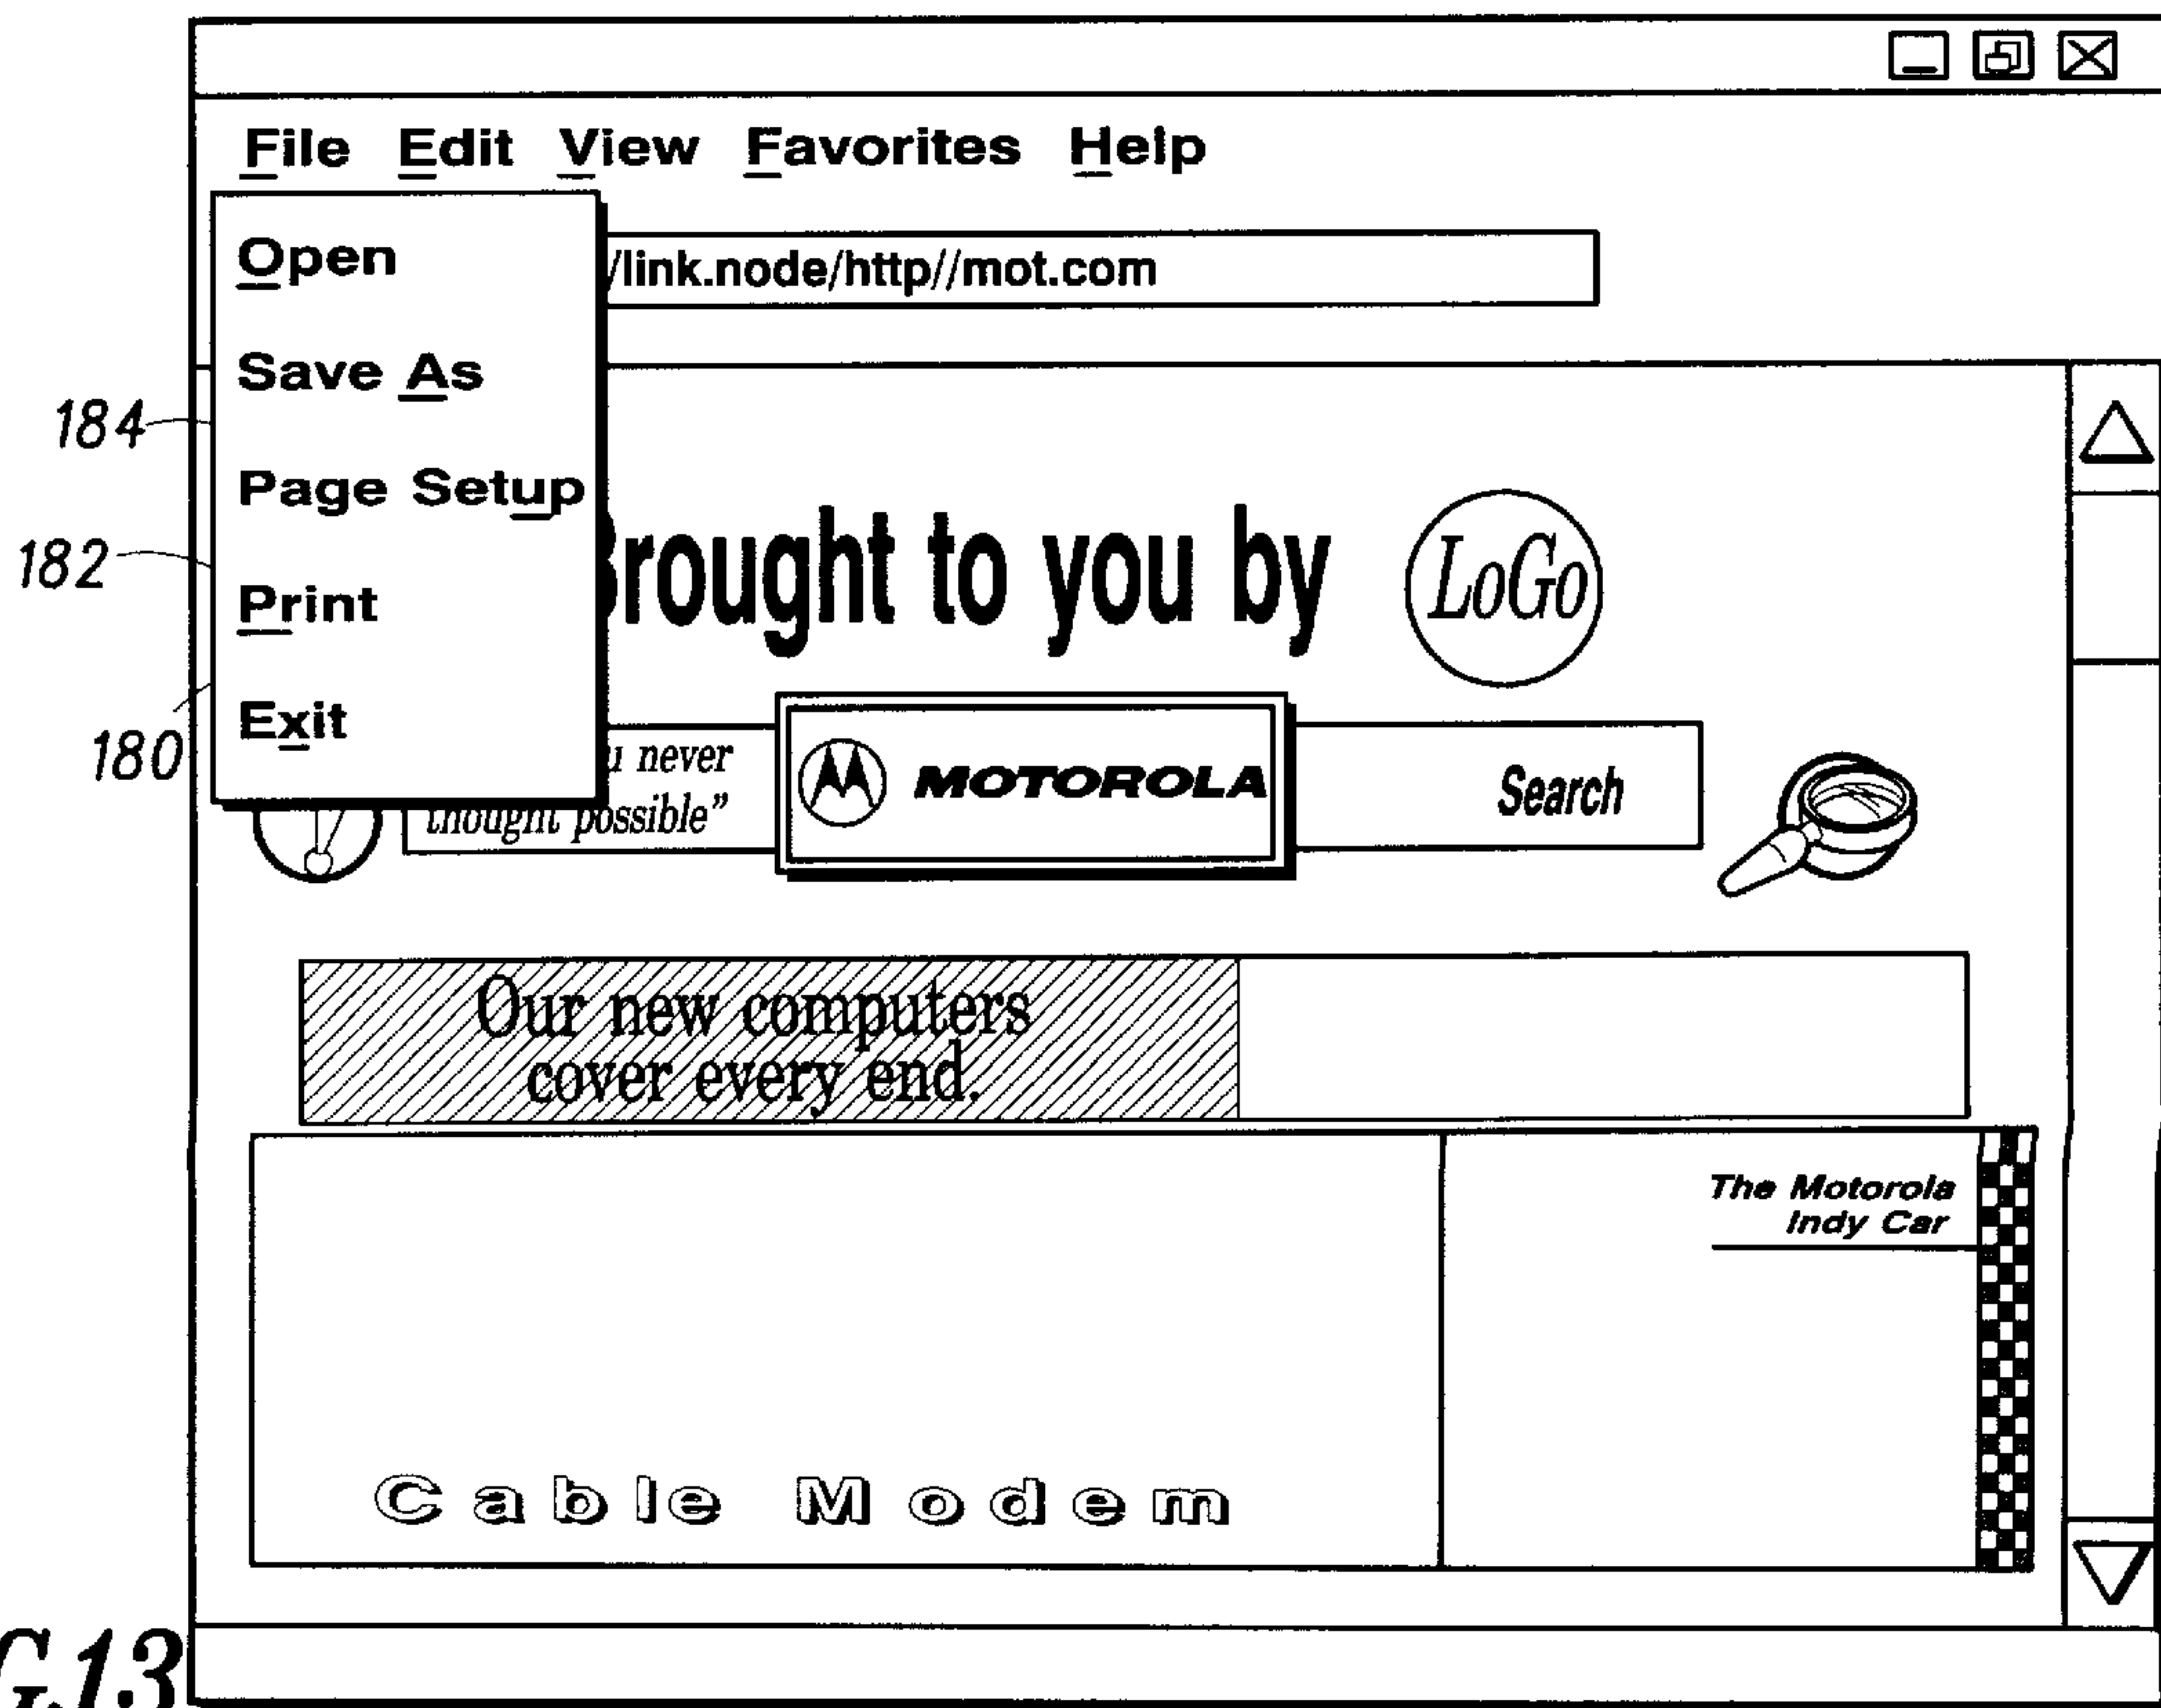 File Edit View Favorites Help
Open
/link.node/http//mot.com
Save As
184
Page Setup
182
Brought to you by LoGo
Print
180
Exit
never
thought possible”
MOTOROLA
Search
Our new computers
cover every end.
The Motorola
Indy Car
Cable Modem
G.13